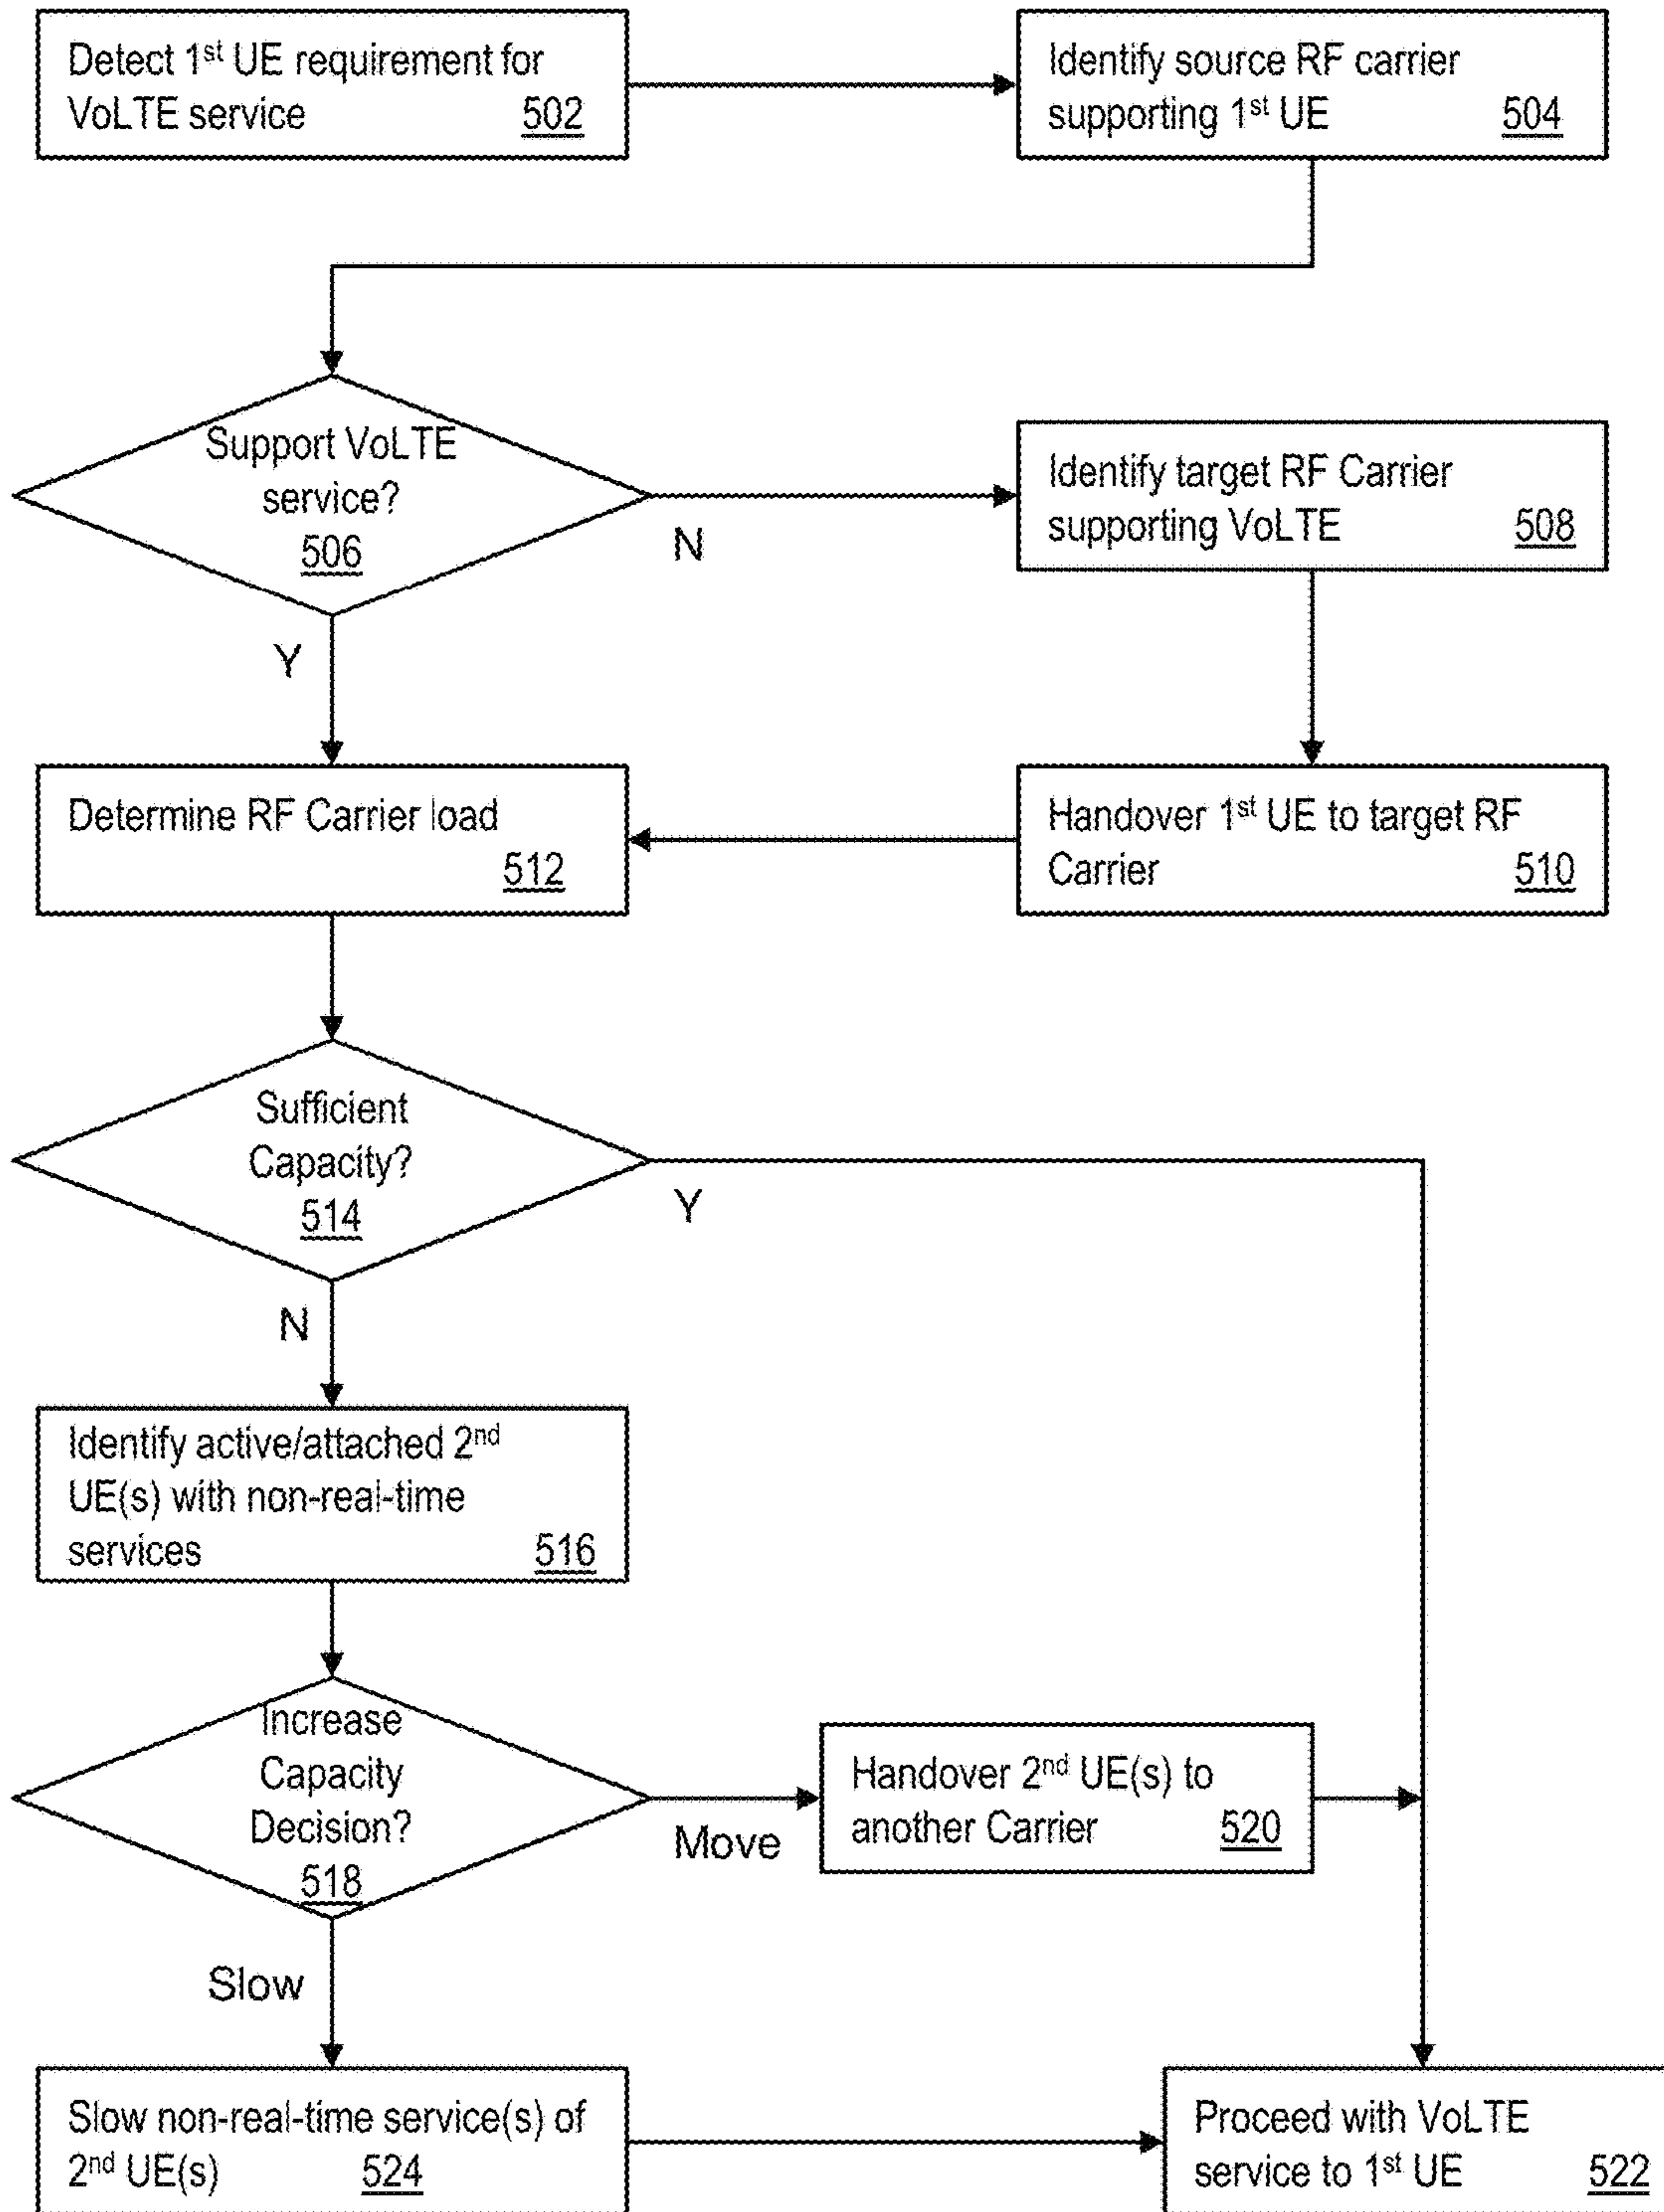 Detect 1st UE requirement for
VoLTE service 502
Identify source RF carrier
supporting 1st UE 504
Support VoLTE
service?
506
N
Y
Identify target RF Carrier
supporting VoLTE 508
Determine RF Carrier load
512
Handover 1st UE to target RF
Carrier 510
Sufficient
Capacity?
514
Y
N
Identify active/attached 2nd
UE(s) with non-real-time
services 516
Increase
Capacity
Decision?
518
Move
Slow
Handover 2nd UE(s) to
another Carrier 520
Slow non-real-time service(s) of
2nd UE(s) 524
Proceed with VoLTE
service to 1st UE 522